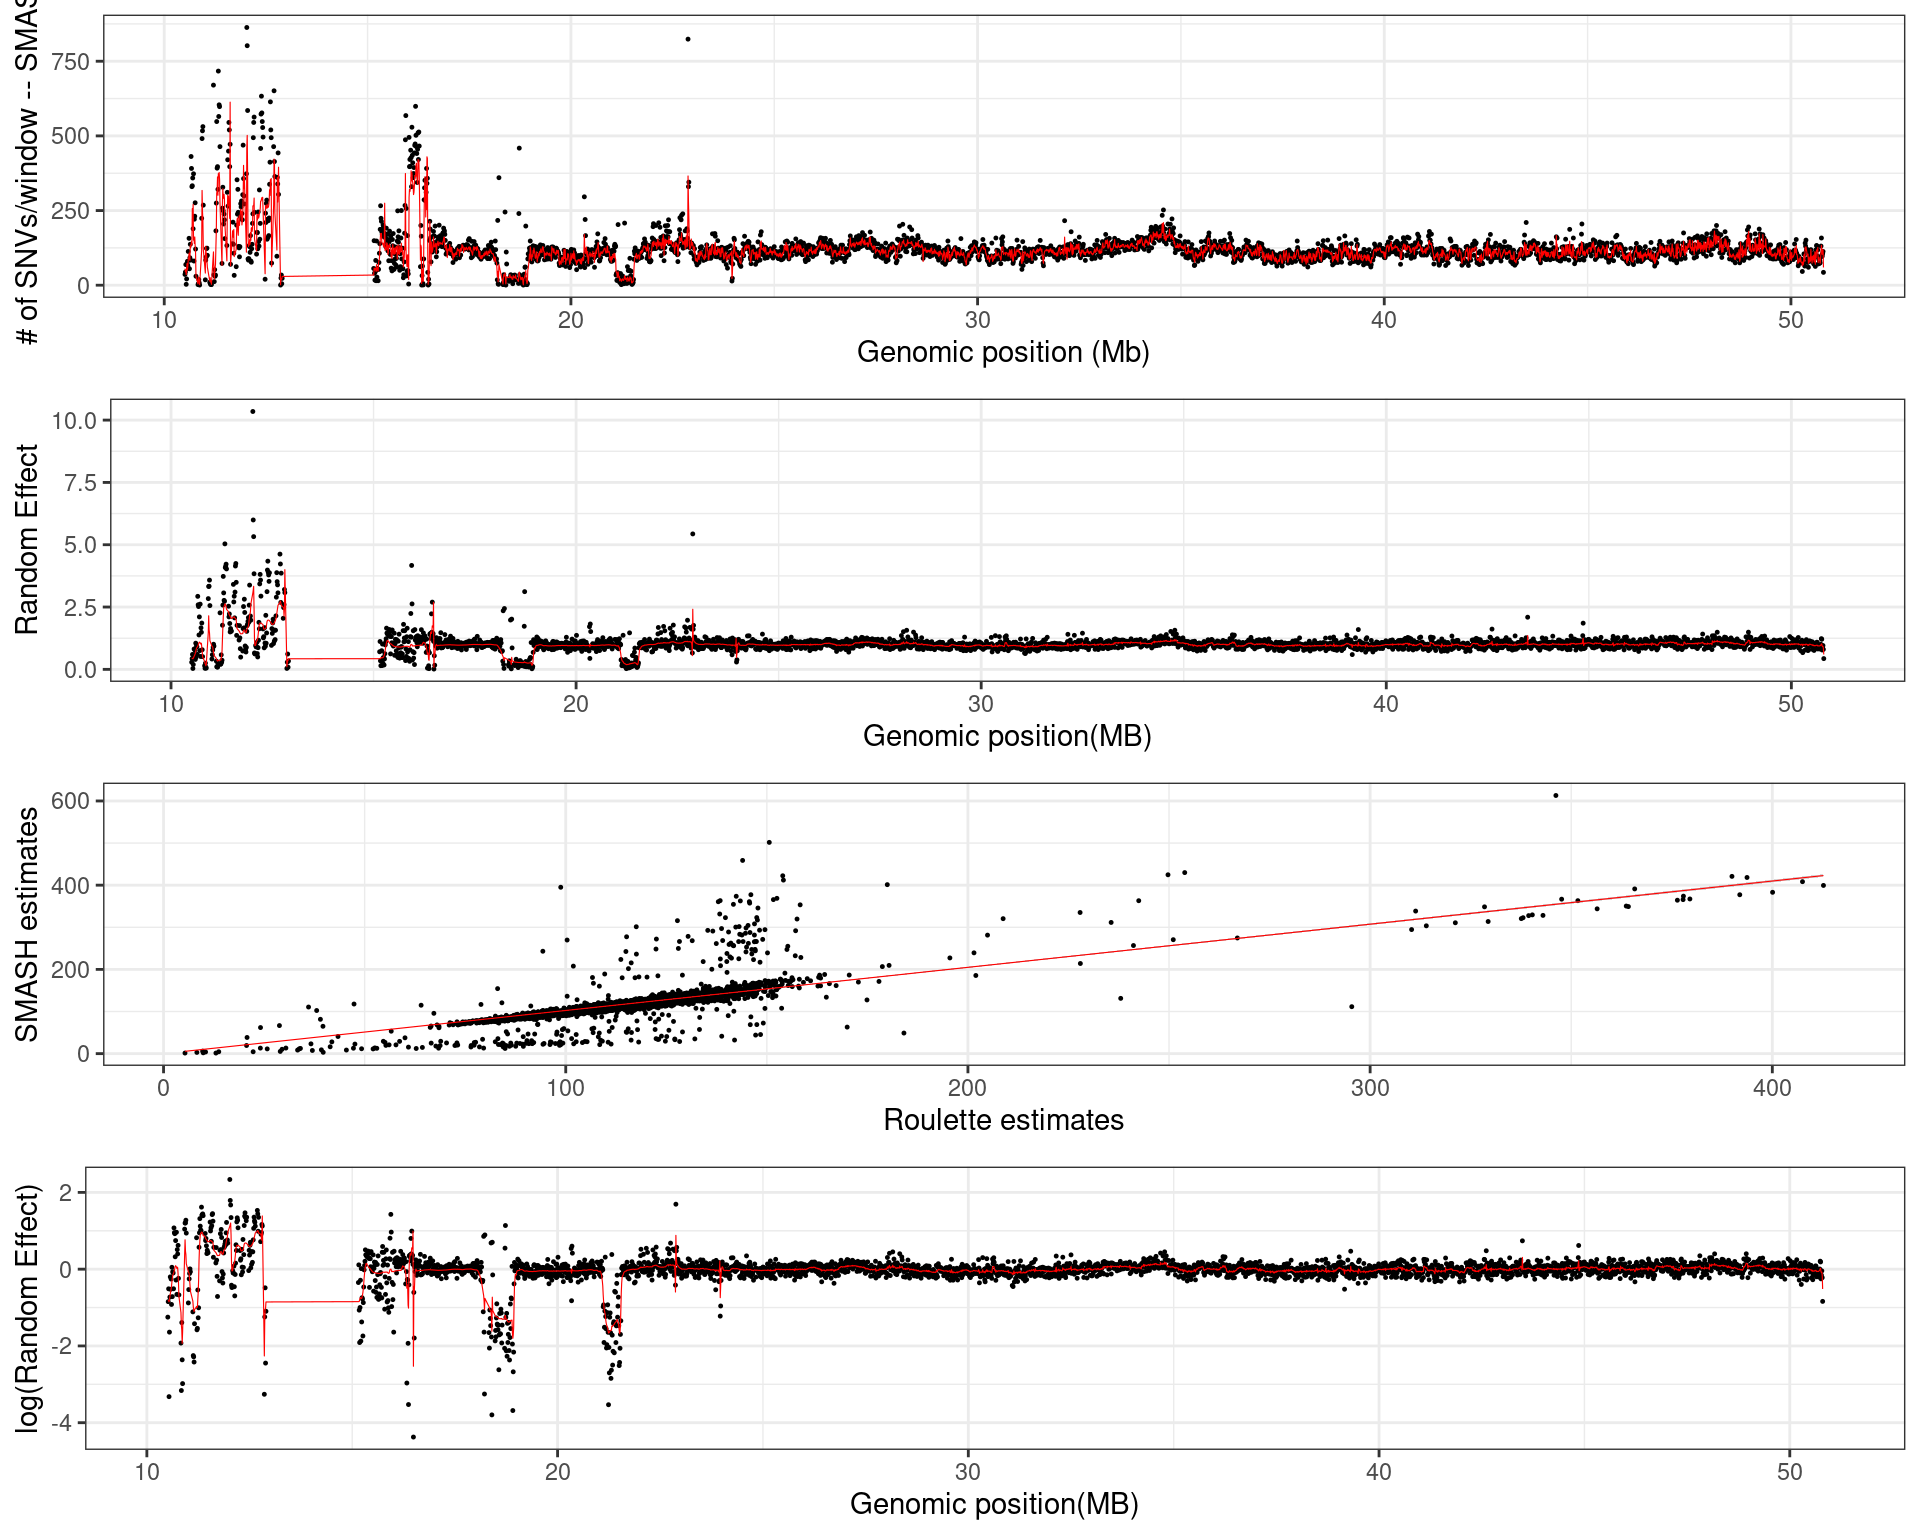 # of SNVs/window -- SMAS
750
500
250
0
10 20 30 40 50
Genomic position (Mb)
Random Effect
10.0
7.5
5.0
2.5
0.0
10 20 30 40 50
Genomic position(MB)
SMASH estimates
600
400
200
0
0 100 200 300 400
Roulette estimates
log(Random Effect)
2
0
-2
-4
10 20 30 40 50
Genomic position(MB)